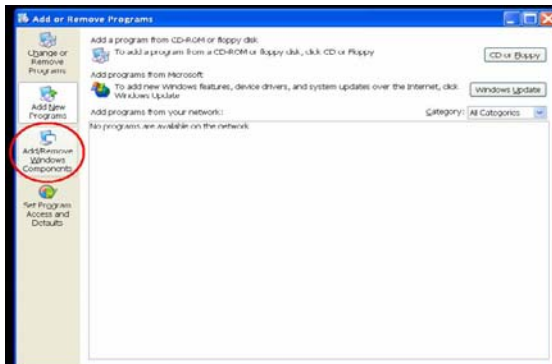 Add or Remove Programs
Change or
Remove
Programs
Add New
Programs
Add/Remove
Windows
Components
Set Program
Access and
Defaults
Add a program from CD-ROM or floppy disk
To add a program from a CD-ROM or floppy disk, click CD or Floppy
CD or Floppy
Add programs from Microsoft
To add new Windows features, device drivers, and system updates over the Internet, click
Windows Update
Windows Update
Add programs from your network:
Category:
All Categories
No programs are available on the network